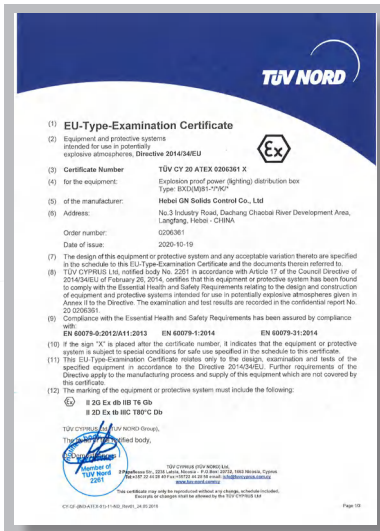 TÜV NORD
(1) EU-Type-Examination Certificate
(2) Equipment and protective systems
intended for use in potentially
explosive atmospheres, Directive 2014/34/EU
(3) Certificate Number TÜV CY 20 ATEX 0206361 X
(4) for the equipment: Explosion proof power (lighting) distribution box
Type: BXD(M)81-*/*/K/*
(5) of the manufacturer: Hebei GN Solids Control Co., Ltd
(6) Address: No.3 Industry Road, Dachang Chaobai River Development Area,
Langfang, Hebei - CHINA
Order number: 0206361
Date of issue: 2020-10-19
(7) The design of this equipment or protective system and any acceptable variation thereto are specified
in the schedule to this EU-Type Examination Certificate and the documents therein referred to.
(8) TÜV CYPRUS Ltd, notified body No. 2261 in accordance with Article 17 of the Council Directive of
2014/34/EU of February 26, 2014, certifies that this equipment or protective system has been found
to comply with the Essential Health and Safety Requirements relating to the design and construction
of equipment and protective systems intended for use in potentially explosive atmospheres given in
Annex II to the Directive. The examination and test results are recorded in the confidential report No.
20 0206361.
(9) Compliance with the Essential Health and Safety Requirements has been assured by compliance
with:
EN 60079-0:2012/A11:2013 EN 60079-1:2014 EN 60079-31:2014
(10) If the sign "X" is placed after the certificate number, it indicates that the equipment or protective
system is subject to special conditions for safe use specified in the schedule to this certificate.
(11) This EU-Type-Examination Certificate relates only to the design, examination and tests of the
specified equipment in accordance to the Directive 2014/34/EU. Further requirements of the
Directive apply to the manufacturing process and supply of this equipment which are not covered by
this certificate.
(12) The marking of the equipment or protective system must include the following:
II 2G Ex db IIB T6 Gb
II 2D Ex tb IIIC T80°C Db
TÜV CYPRUS Ltd (TÜV NORD Group),
The notified body,
Member of
TÜV Nord
2261
TÜV CYPRUS (TÜV NORD) Ltd.
This certificate may only be reproduced without any change, schedule included.
Excerpts or changes shall be allowed by the TÜV CYPRUS Ltd